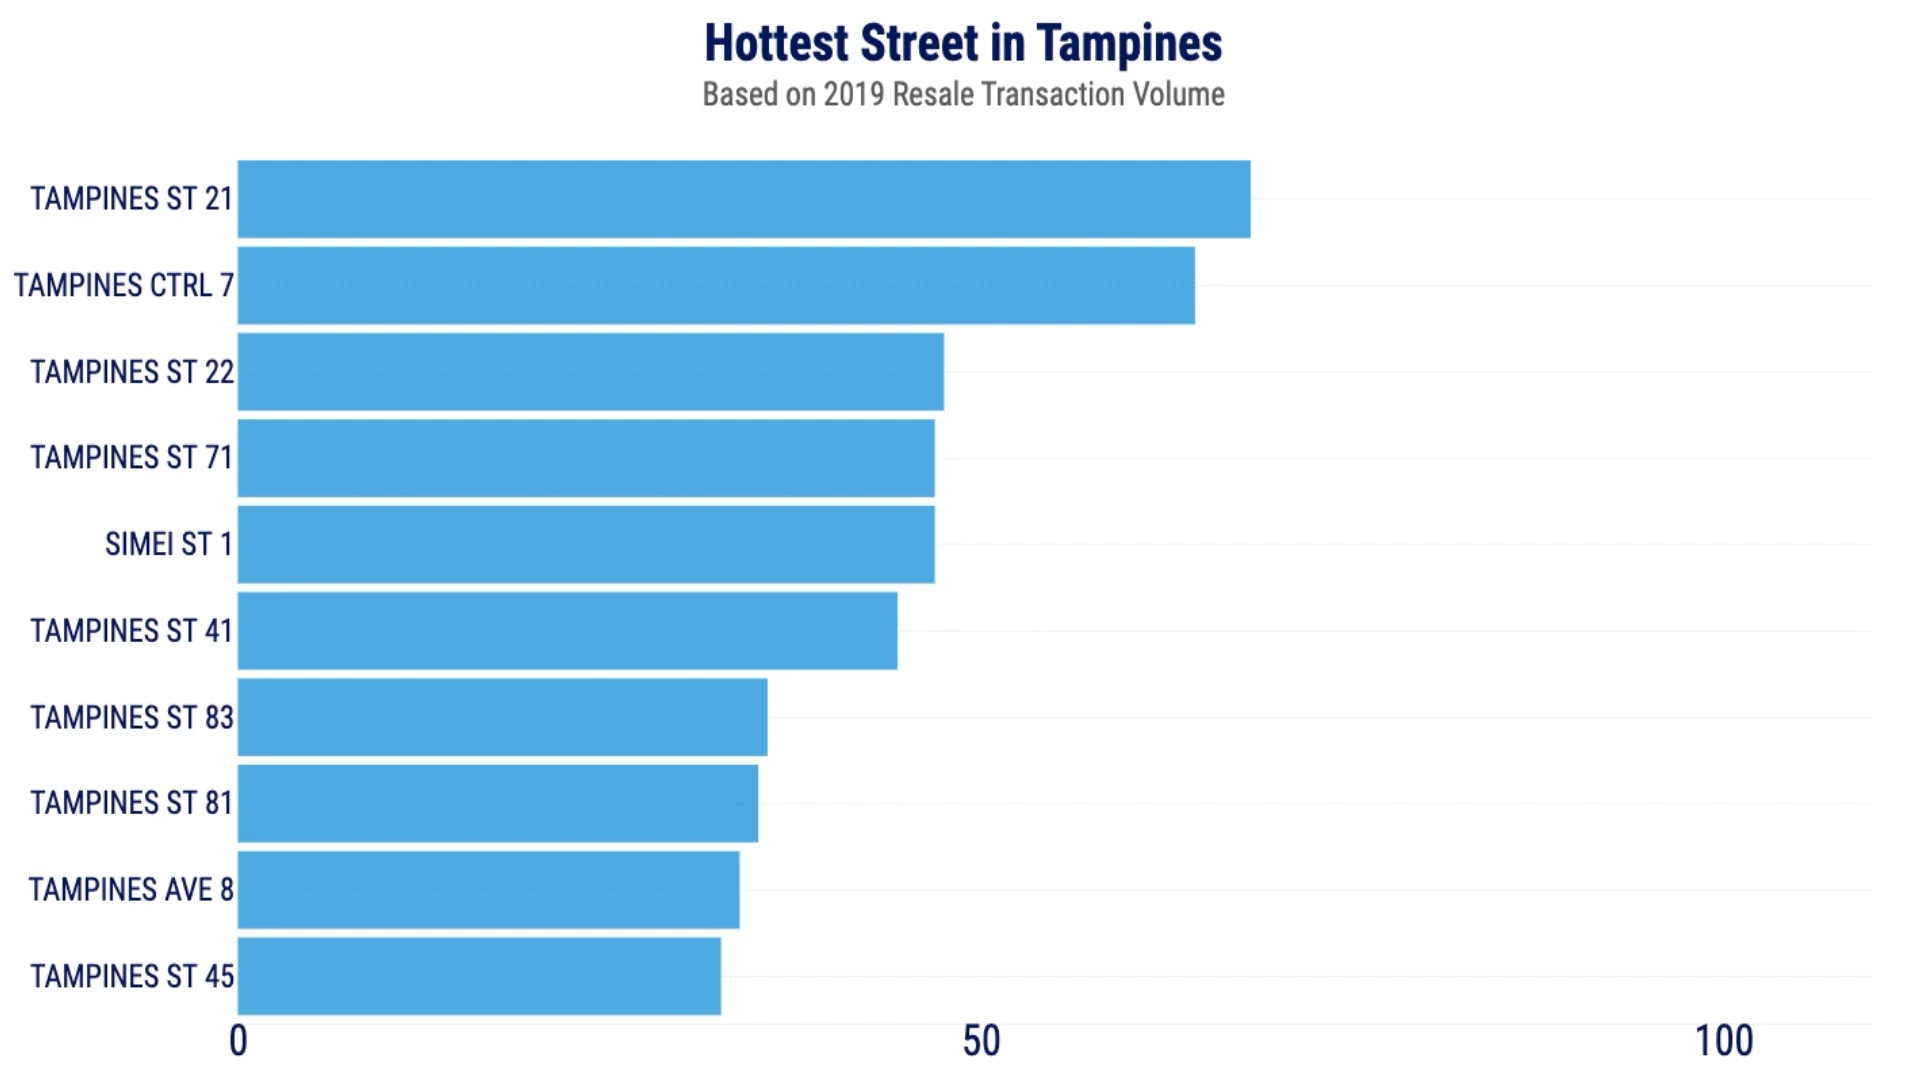 Hottest Street in Tampines
Based on 2019 Resale Transaction Volume
TAMPINES ST 21
TAMPINES CTRL 7
TAMPINES ST 22
TAMPINES ST 71
SIMEI ST 1
TAMPINES ST 41
TAMPINES ST 83
TAMPINES ST 81
TAMPINES AVE 8
TAMPINES ST 45
0 50 100